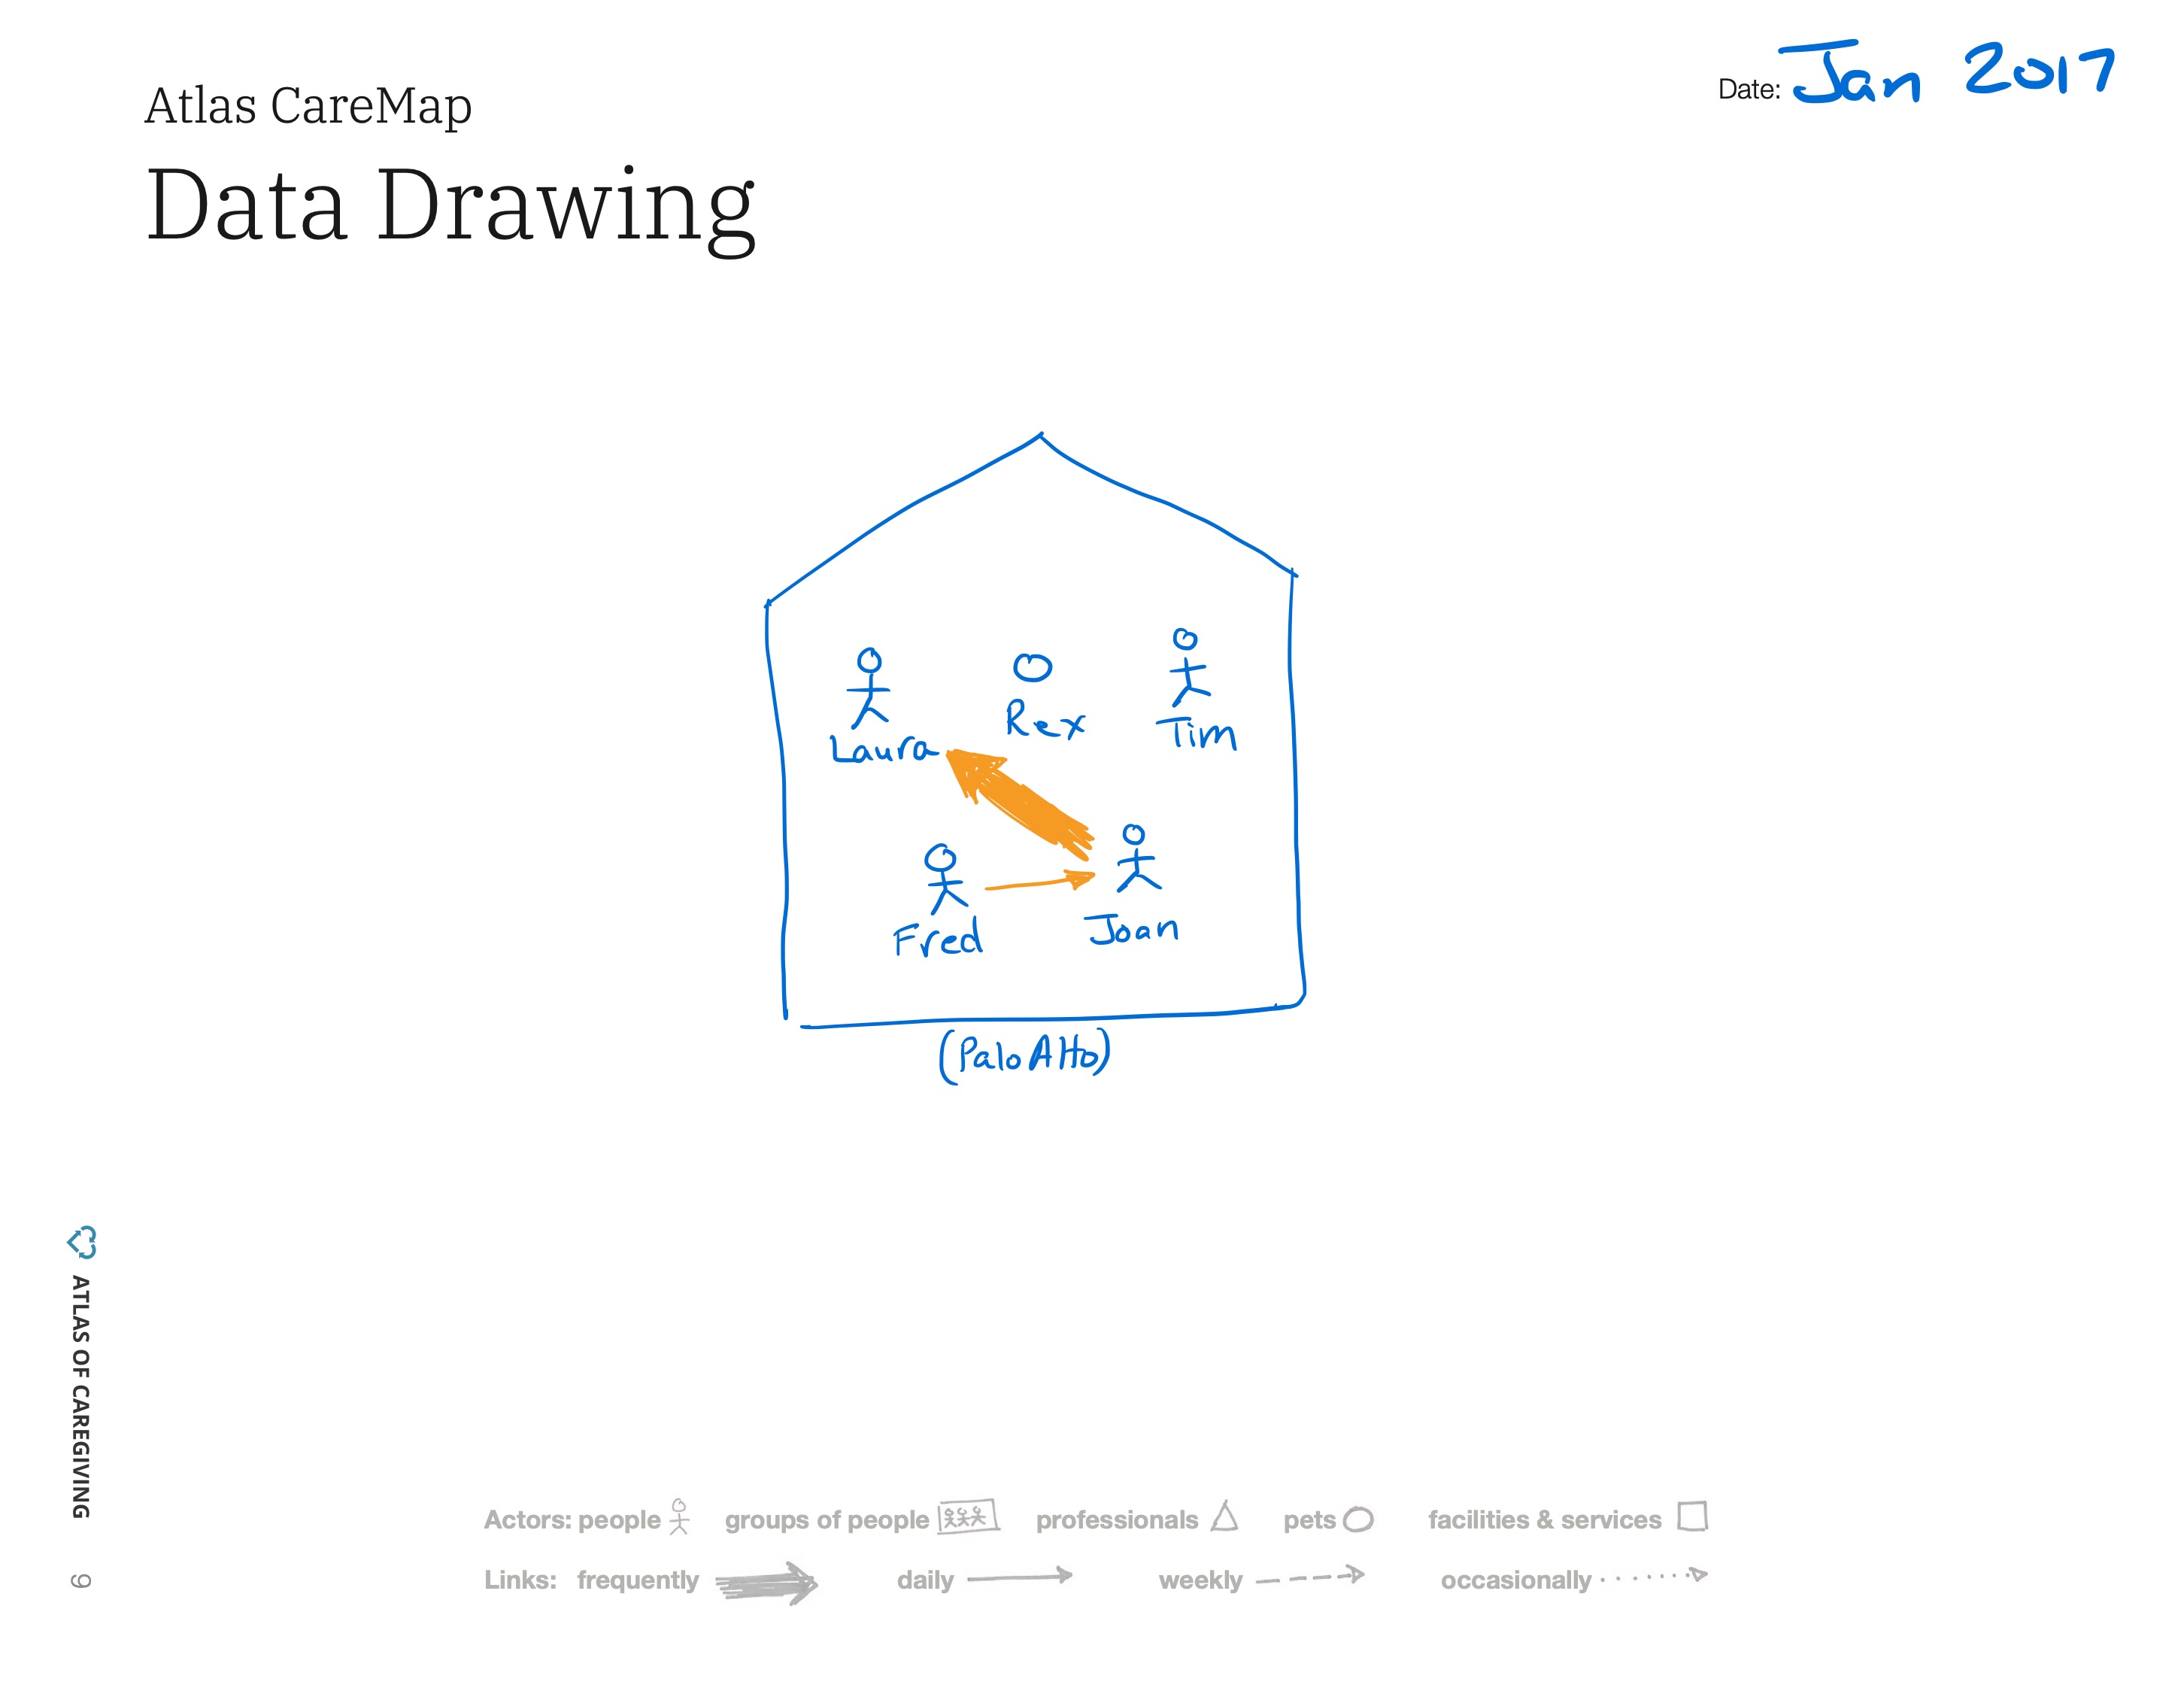 Atlas CareMap
Date: Jan 2017
Data Drawing
Laura
Rex
Tim
Fred
Joan
(Palo Alto)
ATLAS OF CAREGIVING
9
Actors: people groups of people professionals pets facilities & services
Links: frequently daily weekly occasionally